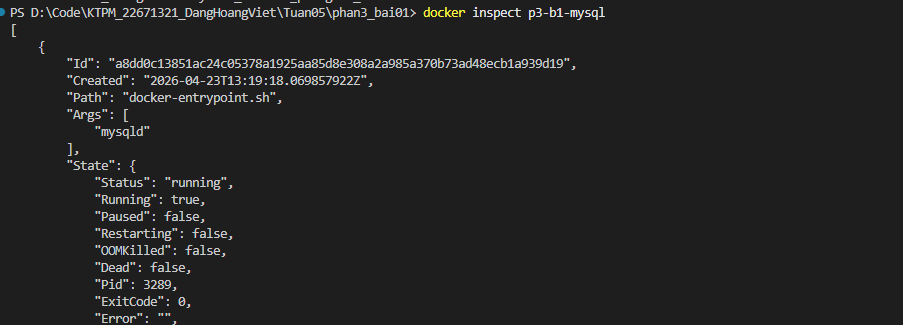 PS D:\Code\KTPM_22671321_DangHoangViet\Tuan05\phan3_bai01> docker inspect p3-b1-mysql
[
    {
        "Id": "a8dd0c13851ac24c05378a1925aa85d8e308a2a985a370b73ad48ecb1a939d19",
        "Created": "2026-04-23T13:19:18.069857922Z",
        "Path": "docker-entrypoint.sh",
        "Args": [
            "mysqld"
        ],
        "State": {
            "Status": "running",
            "Running": true,
            "Paused": false,
            "Restarting": false,
            "OOMKilled": false,
            "Dead": false,
            "Pid": 3289,
            "ExitCode": 0,
            "Error": "",